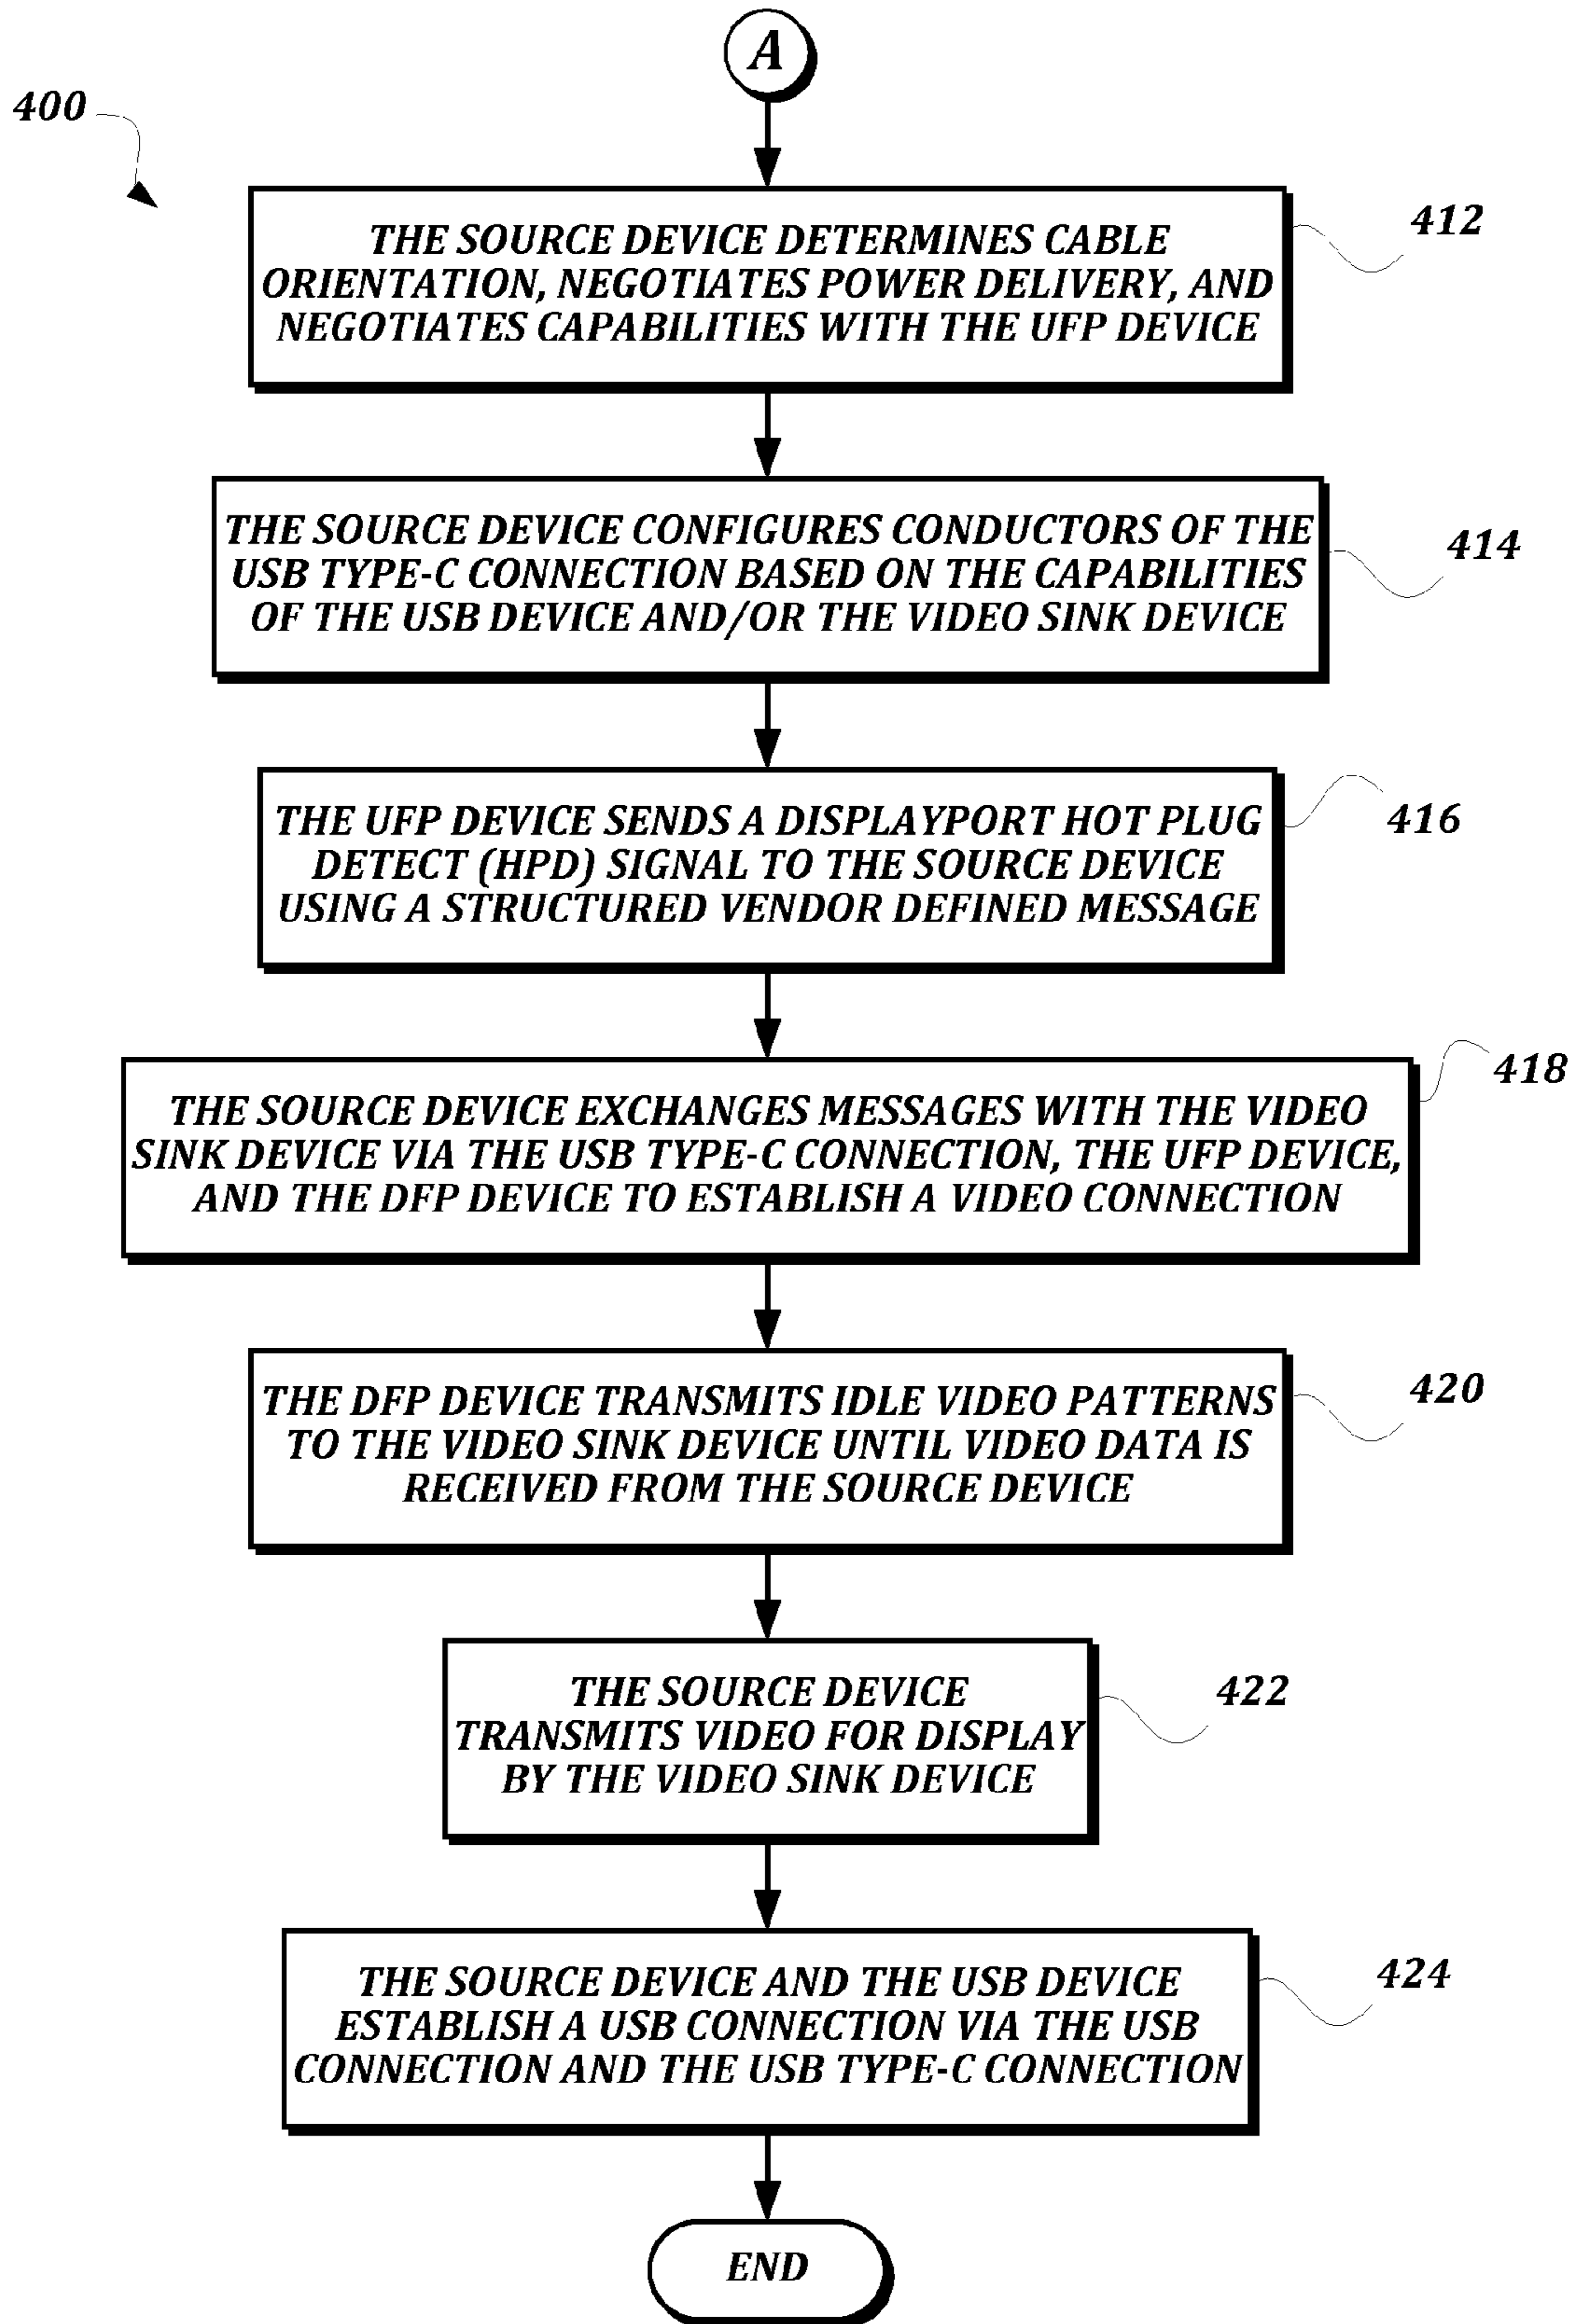 A
400
THE SOURCE DEVICE DETERMINES CABLE
ORIENTATION, NEGOTIATES POWER DELIVERY, AND
NEGOTIATES CAPABILITIES WITH THE UFP DEVICE
412
THE SOURCE DEVICE CONFIGURES CONDUCTORS OF THE
USB TYPE-C CONNECTION BASED ON THE CAPABILITIES
OF THE USB DEVICE AND/OR THE VIDEO SINK DEVICE
414
THE UFP DEVICE SENDS A DISPLAYPORT HOT PLUG
DETECT (HPD) SIGNAL TO THE SOURCE DEVICE
USING A STRUCTURED VENDOR DEFINED MESSAGE
416
THE SOURCE DEVICE EXCHANGES MESSAGES WITH THE VIDEO
SINK DEVICE VIA THE USB TYPE-C CONNECTION, THE UFP DEVICE,
AND THE DFP DEVICE TO ESTABLISH A VIDEO CONNECTION
418
THE DFP DEVICE TRANSMITS IDLE VIDEO PATTERNS
TO THE VIDEO SINK DEVICE UNTIL VIDEO DATA IS
RECEIVED FROM THE SOURCE DEVICE
420
THE SOURCE DEVICE
TRANSMITS VIDEO FOR DISPLAY
BY THE VIDEO SINK DEVICE
422
THE SOURCE DEVICE AND THE USB DEVICE
ESTABLISH A USB CONNECTION VIA THE USB
CONNECTION AND THE USB TYPE-C CONNECTION
424
END